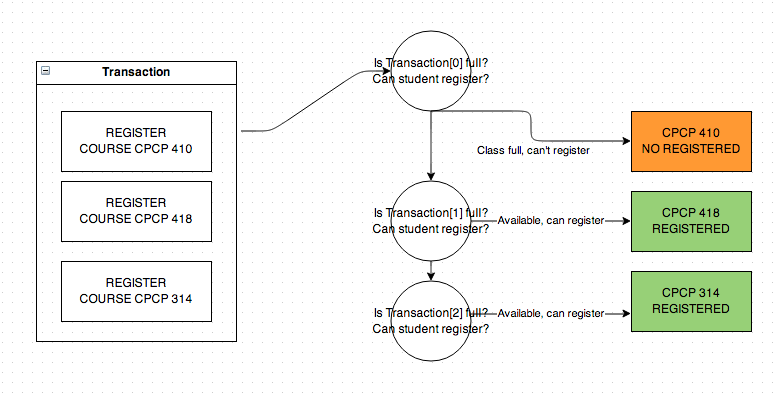 Transaction
REGISTER
COURSE CPCP 410
REGISTER
COURSE CPCP 418
REGISTER
COURSE CPCP 314
Is Transaction[0] full?
Can student register?
Class full, can't register
CPCP 410
NO REGISTERED
Is Transaction[1] full?
Can student register?
Available, can register
CPCP 418
REGISTERED
Is Transaction[2] full?
Can student register?
Available, can register
CPCP 314
REGISTERED